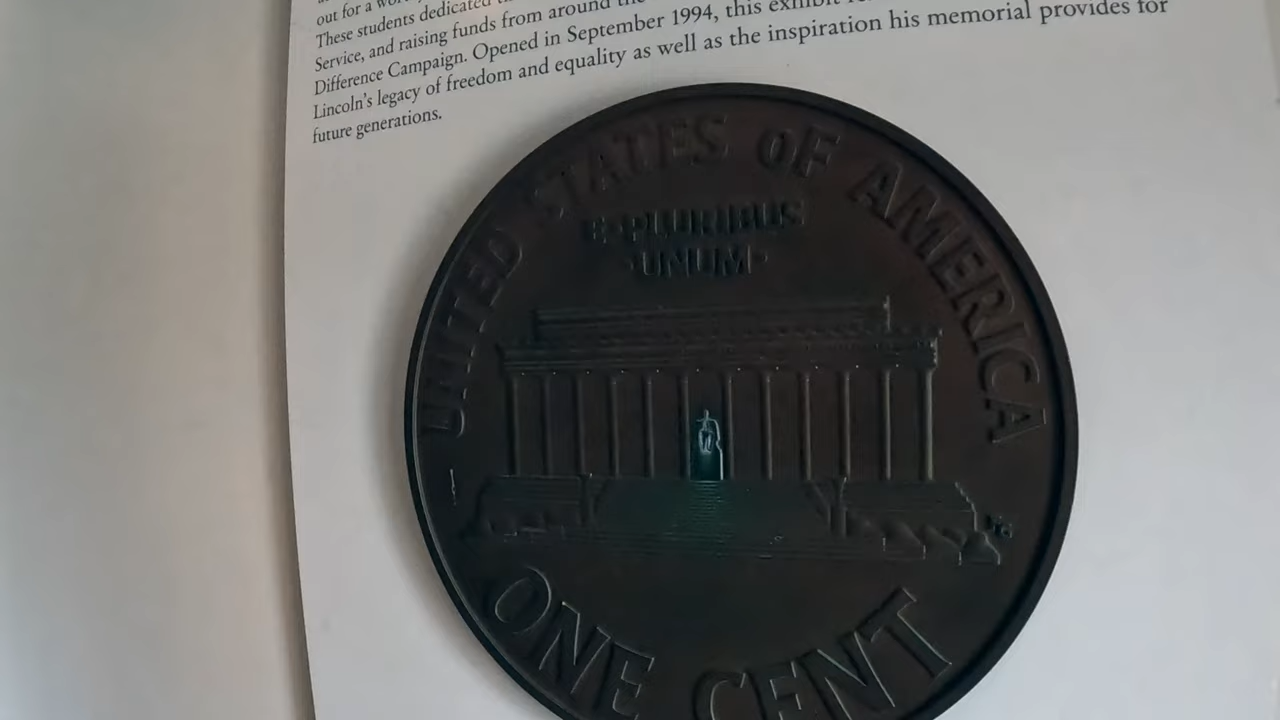 out for a
These students dedicated
Service, and raising funds from around the
Difference Campaign. Opened in September 1994, this exhibit
Lincoln's legacy of freedom and equality as well as the inspiration his memorial provides for
future generations.
UNITED STATES OF AMERICA
E·PLURIBUS
·UNUM·
ONE CENT